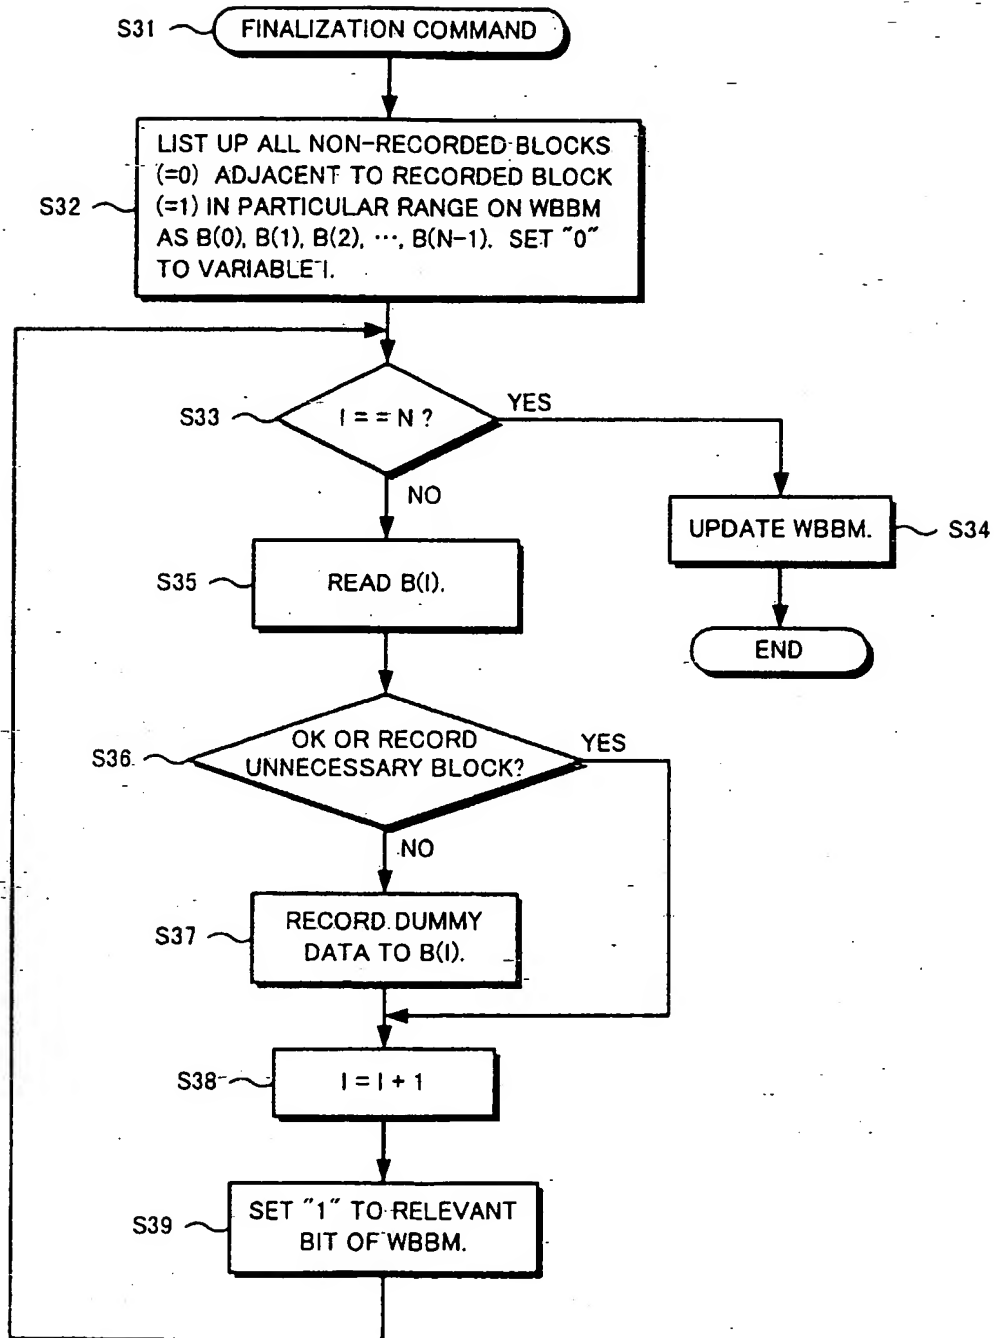 S31
FINALIZATION COMMAND
LIST UP ALL NON-RECORDED BLOCKS
(=0) ADJACENT TO RECORDED BLOCK
(=1) IN PARTICULAR RANGE ON WBBM
AS B(0), B(1), B(2), ···, B(N-1). SET "0"
TO VARIABLE I.
S32
S33
I = = N ?
YES
NO
UPDATE WBBM.
S34
S35
READ B(I).
END
S36
OK OR RECORD
UNNECESSARY BLOCK?
YES
NO
S37
RECORD DUMMY
DATA TO B(I).
S38
I = I + 1
S39
SET "1" TO RELEVANT
BIT OF WBBM.